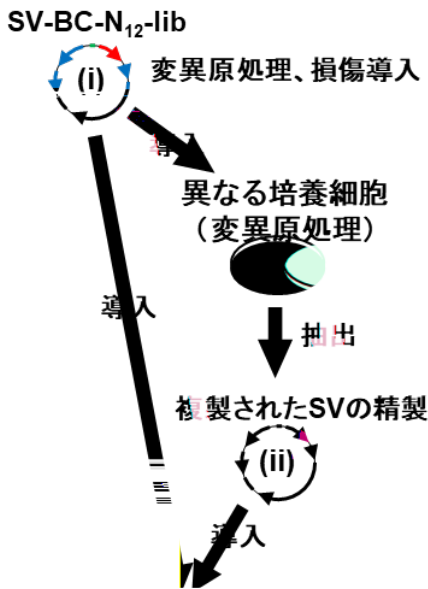 SV-BC-N12-lib
(i)
変異原処理、損傷導入
導入
異なる培養細胞
（変異原処理）
導入
抽出
複製されたSVの精製
(ii)
導入